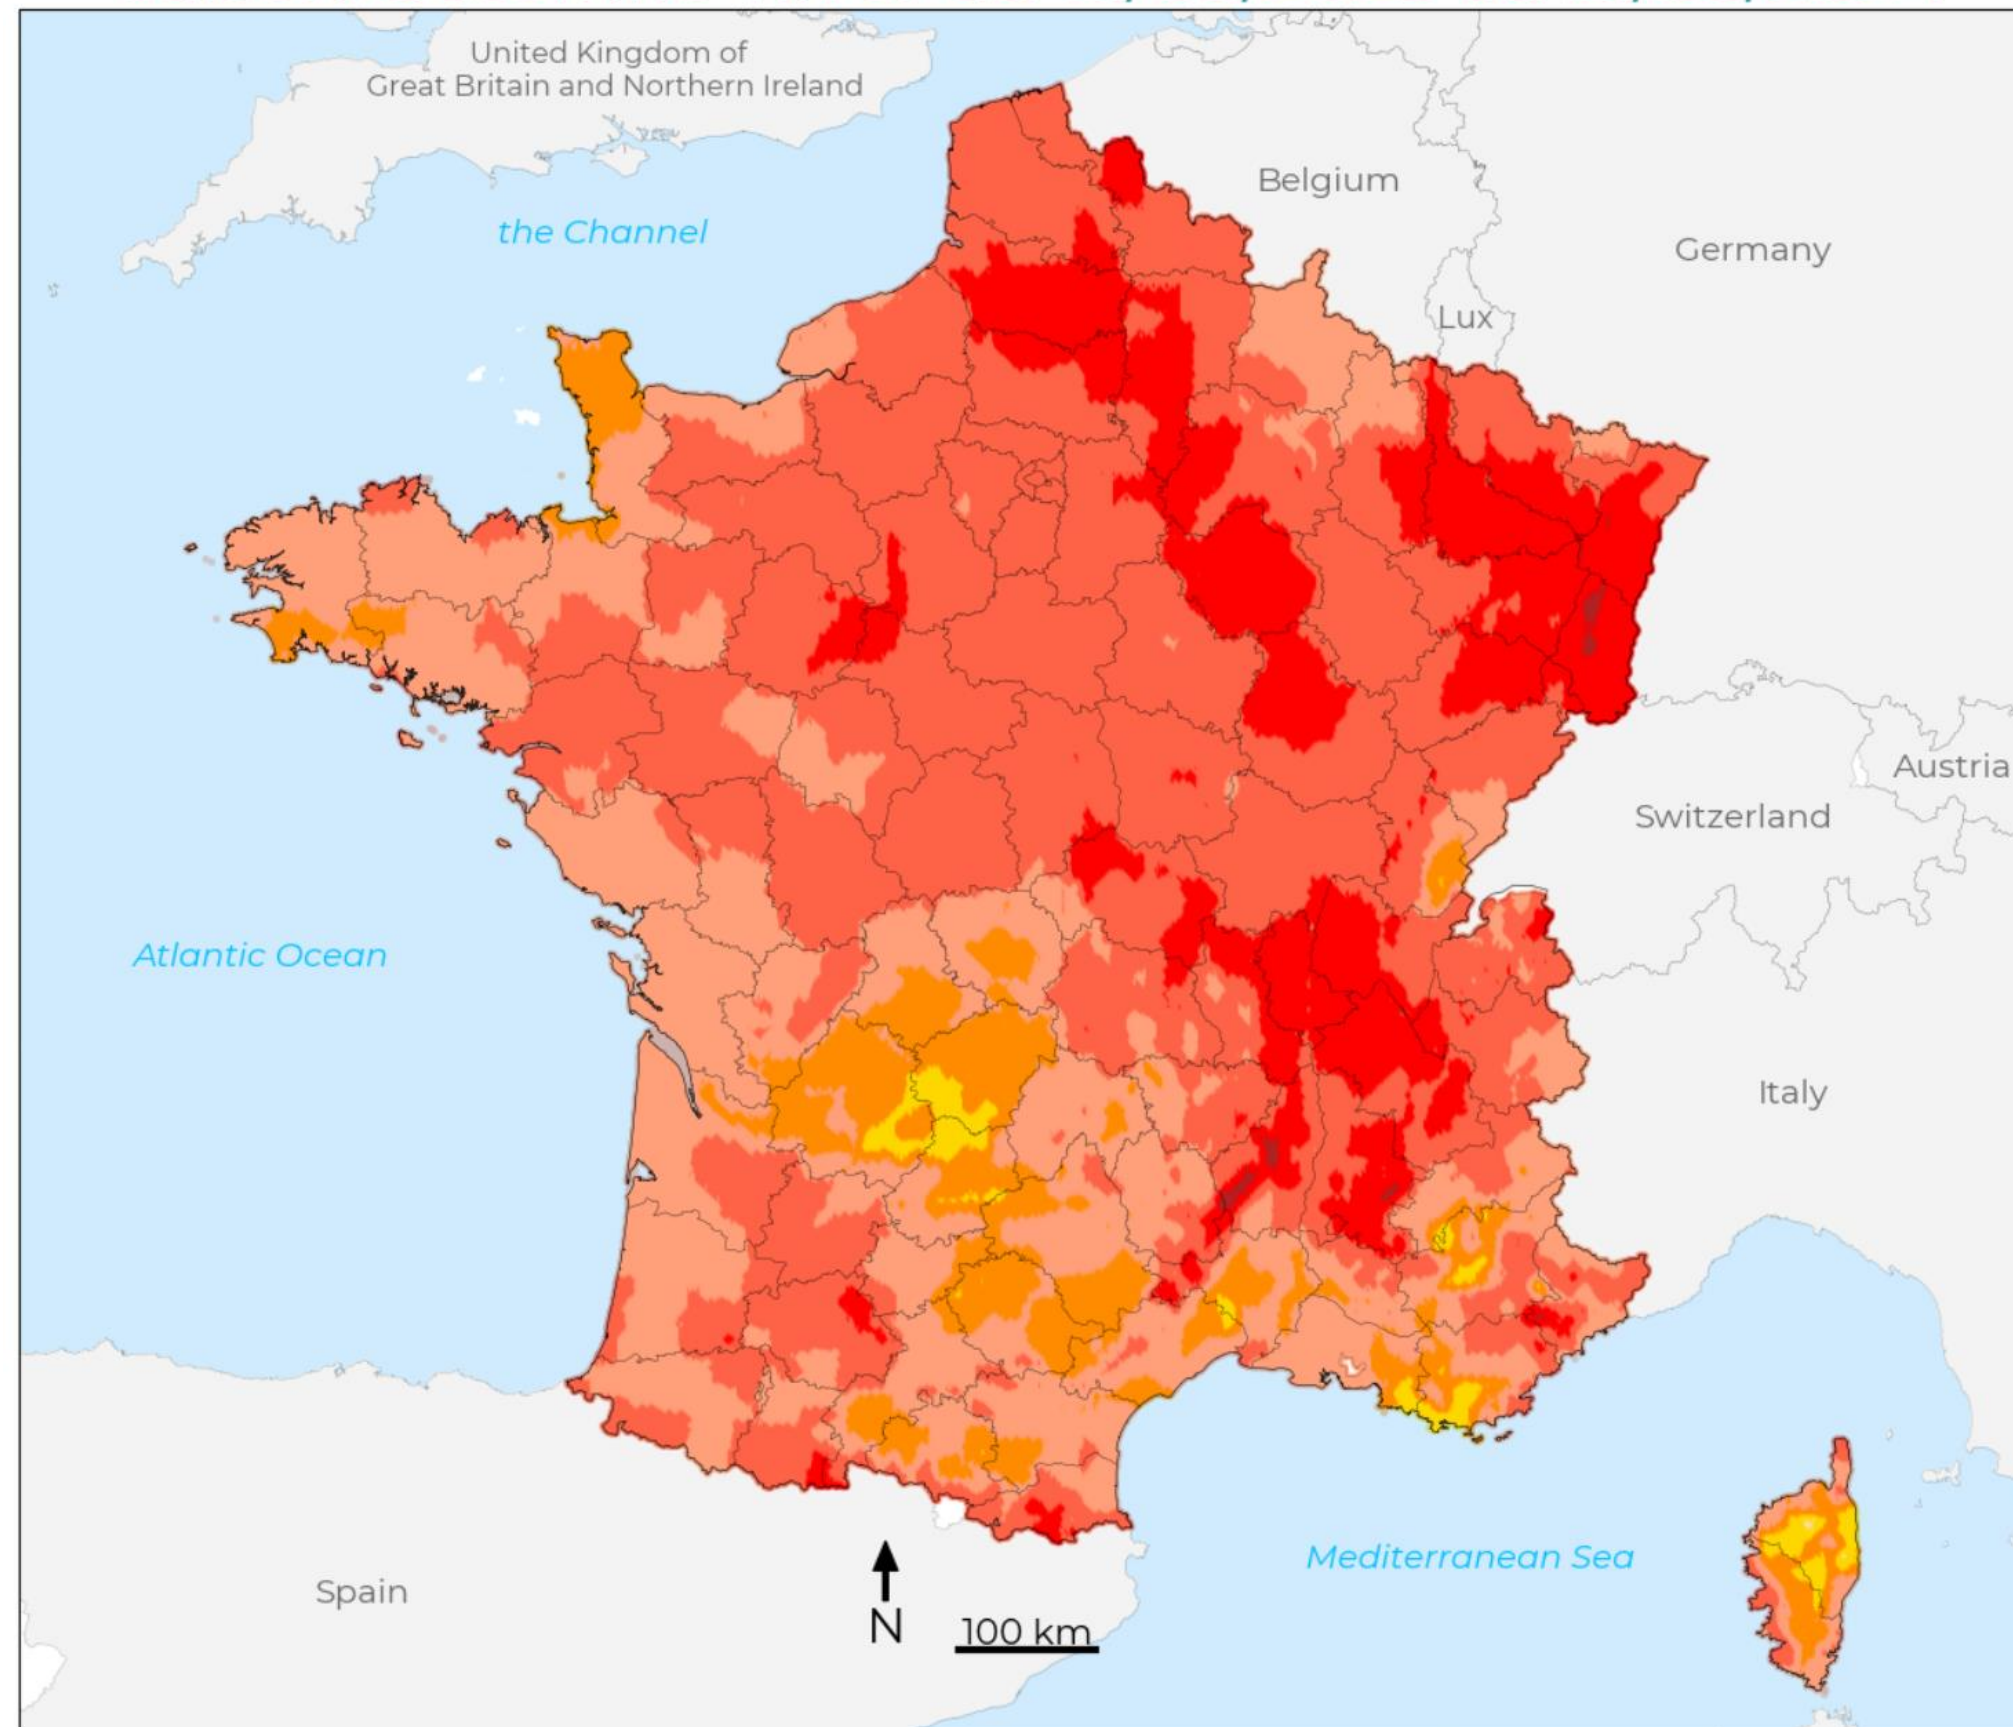 United Kingdom of
Great Britain and Northern Ireland
Belgium
the Channel
Germany
Lux
Austria
Switzerland
Atlantic Ocean
Italy
Mediterranean Sea
Spain
N
100 km